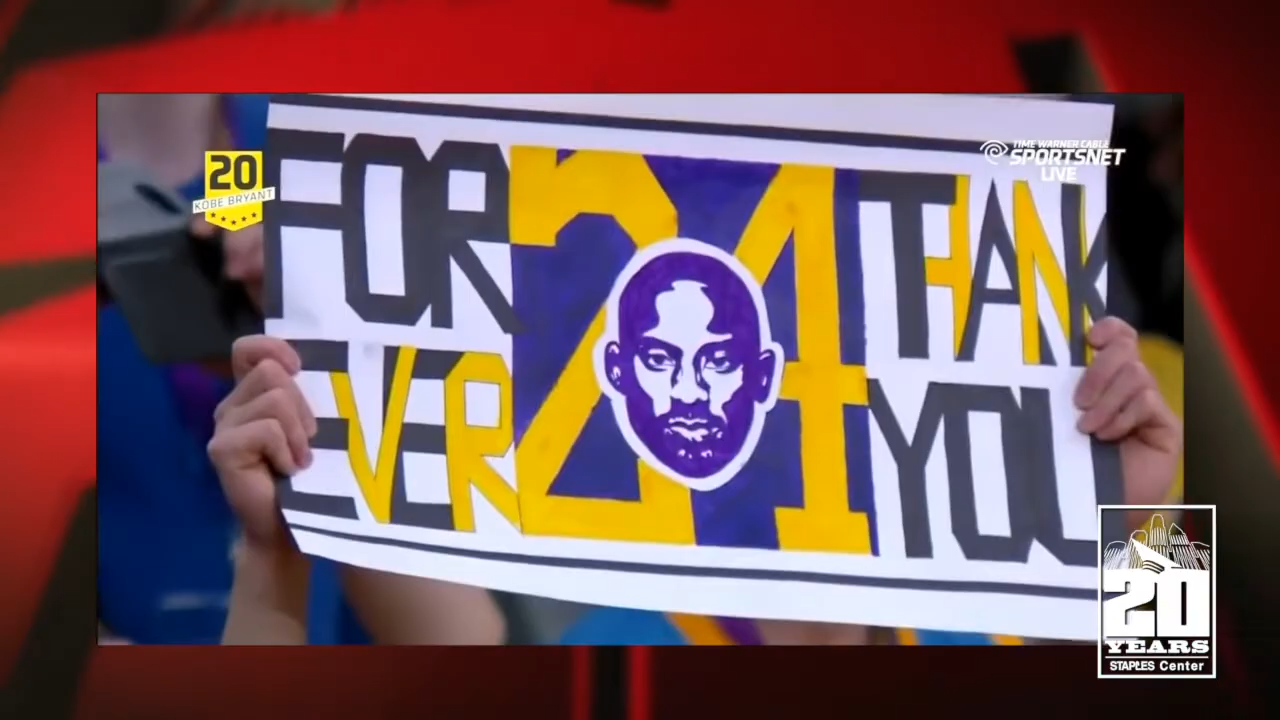 FOR 24 THANK
EVER YOU
20
KOBE BRYANT
TIME WARNER CABLE
SPORTSNET
LIVE
20
YEARS
STAPLES Center